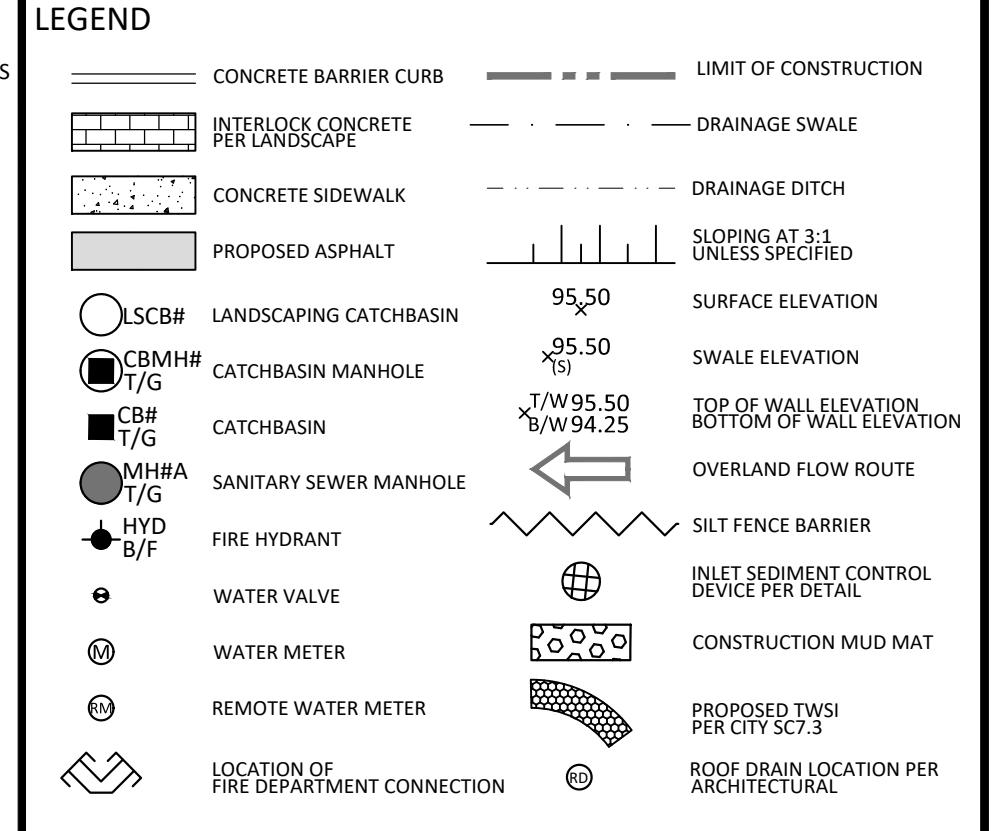 LEGEND
S
CONCRETE BARRIER CURB
INTERLOCK CONCRETE
PER LANDSCAPE
CONCRETE SIDEWALK
PROPOSED ASPHALT
LSCB# LANDSCAPING CATCHBASIN
CBMH#
T/G
CATCHBASIN MANHOLE
CB#
T/G
CATCHBASIN
MH#A
T/G
SANITARY SEWER MANHOLE
HYD
B/F
FIRE HYDRANT
WATER VALVE
M WATER METER
RM REMOTE WATER METER
LOCATION OF
FIRE DEPARTMENT CONNECTION
LIMIT OF CONSTRUCTION
DRAINAGE SWALE
DRAINAGE DITCH
SLOPING AT 3:1
UNLESS SPECIFIED
95.50
SURFACE ELEVATION
95.50
(S)
SWALE ELEVATION
T/W 95.50
B/W 94.25
TOP OF WALL ELEVATION
BOTTOM OF WALL ELEVATION
OVERLAND FLOW ROUTE
SILT FENCE BARRIER
INLET SEDIMENT CONTROL
DEVICE PER DETAIL
CONSTRUCTION MUD MAT
PROPOSED TWSI
PER CITY SC7.3
RD
ROOF DRAIN LOCATION PER
ARCHITECTURAL